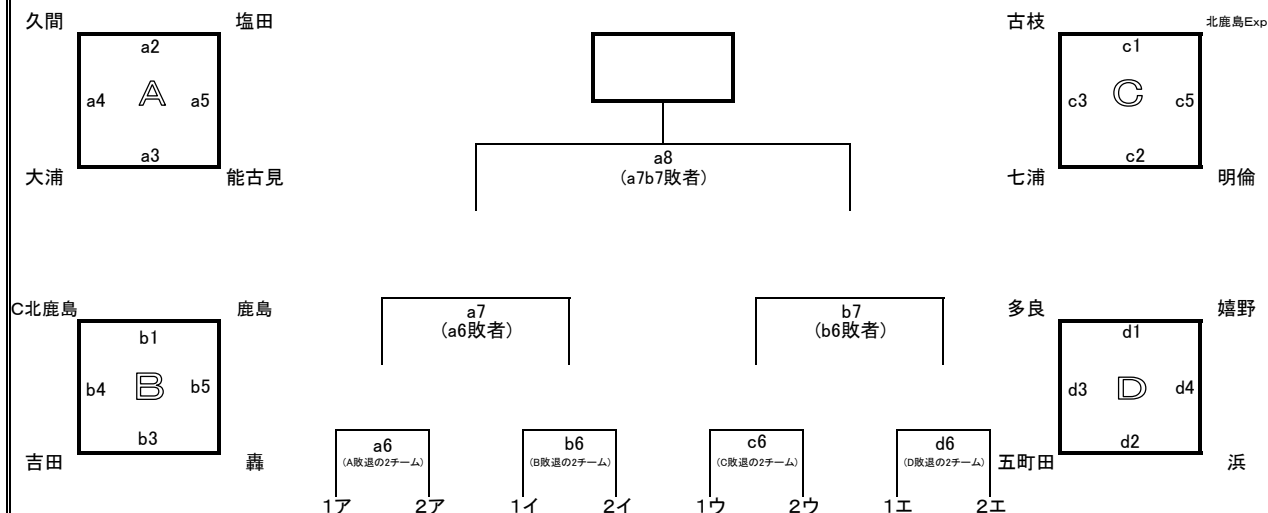 久間 塩田
a2
a4 A a5
a3
大浦 能古見
古枝 北鹿島Exp
c1
c3 C c5
c2
七浦 明倫
a8
(a7b7敗者)
C北鹿島 鹿島
b1
b4 B b5
b3
吉田 轟
a7
(a6敗者)
b7
(b6敗者)
多良 嬉野
d1
d3 D d4
d2
五町田 浜
a6
(A敗退の2チーム)
b6
(B敗退の2チーム)
c6
(C敗退の2チーム)
d6
(D敗退の2チーム)
1ア 2ア 1イ 2イ 1ウ 2ウ 1エ 2エ